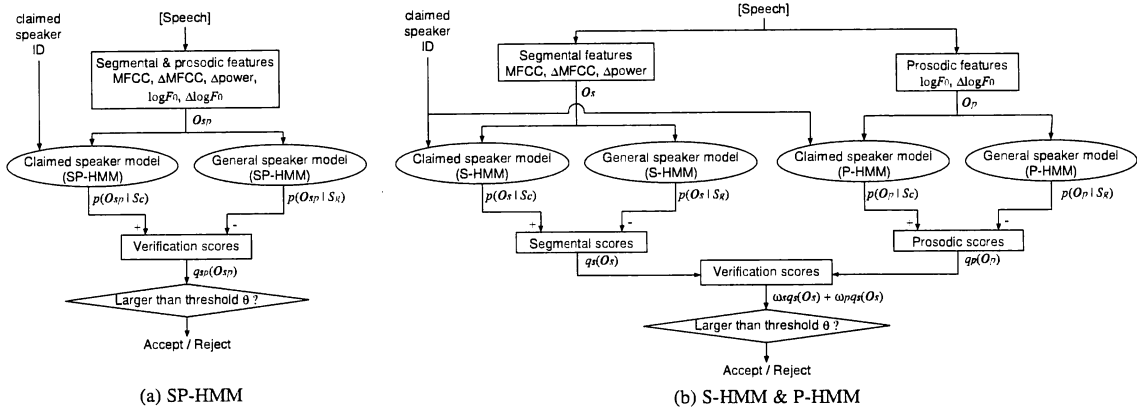 claimed
speaker
ID
[Speech]
Segmental & prosodic features
MFCC, ΔMFCC, Δpower,
logF0, ΔlogF0
Osp
Claimed speaker model
(SP-HMM)
General speaker model
(SP-HMM)
p(Osp | Sc)
p(Osp | Sg)
+
-
Verification scores
qsp(Osp)
Larger than threshold θ ?
Accept / Reject
(a) SP-HMM
claimed
speaker
ID
[Speech]
Segmental features
MFCC, ΔMFCC, Δpower
Os
Prosodic features
logF0, ΔlogF0
Op
Claimed speaker model
(S-HMM)
General speaker model
(S-HMM)
Claimed speaker model
(P-HMM)
General speaker model
(P-HMM)
p(Os | Sc)
p(Os | Sg)
p(Op | Sc)
p(Op | Sg)
+
-
+
-
Segmental scores
Prosodic scores
qs(Os)
qp(Op)
Verification scores
ωsqs(Os) + ωpqs(Os)
Larger than threshold θ ?
Accept / Reject
(b) S-HMM & P-HMM